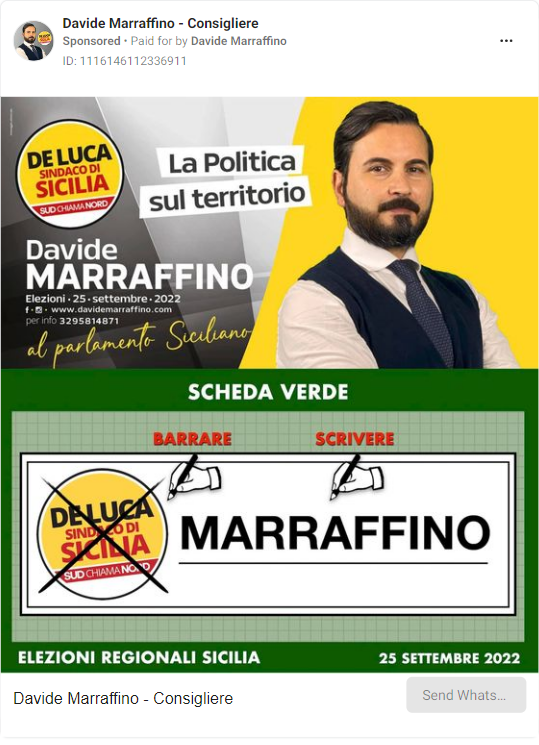 Davide Marraffino - Consigliere
Sponsored • Paid for by Davide Marraffino
ID: 1116146112336911
DE LUCA
SINDACO DI
SICILIA
SUD CHIAMA NORD
La Politica
sul territorio
Davide
MARRAFFINO
Elezioni • 25 • settembre • 2022
www.davidemarraffino.com
per info 3295814871
al parlamento Siciliano
SCHEDA VERDE
BARRARE SCRIVERE
DE LUCA
SINDACO DI
SICILIA
SUD CHIAMA NORD
MARRAFFINO
ELEZIONI REGIONALI SICILIA 25 SETTEMBRE 2022
Davide Marraffino - Consigliere
Send Whats...